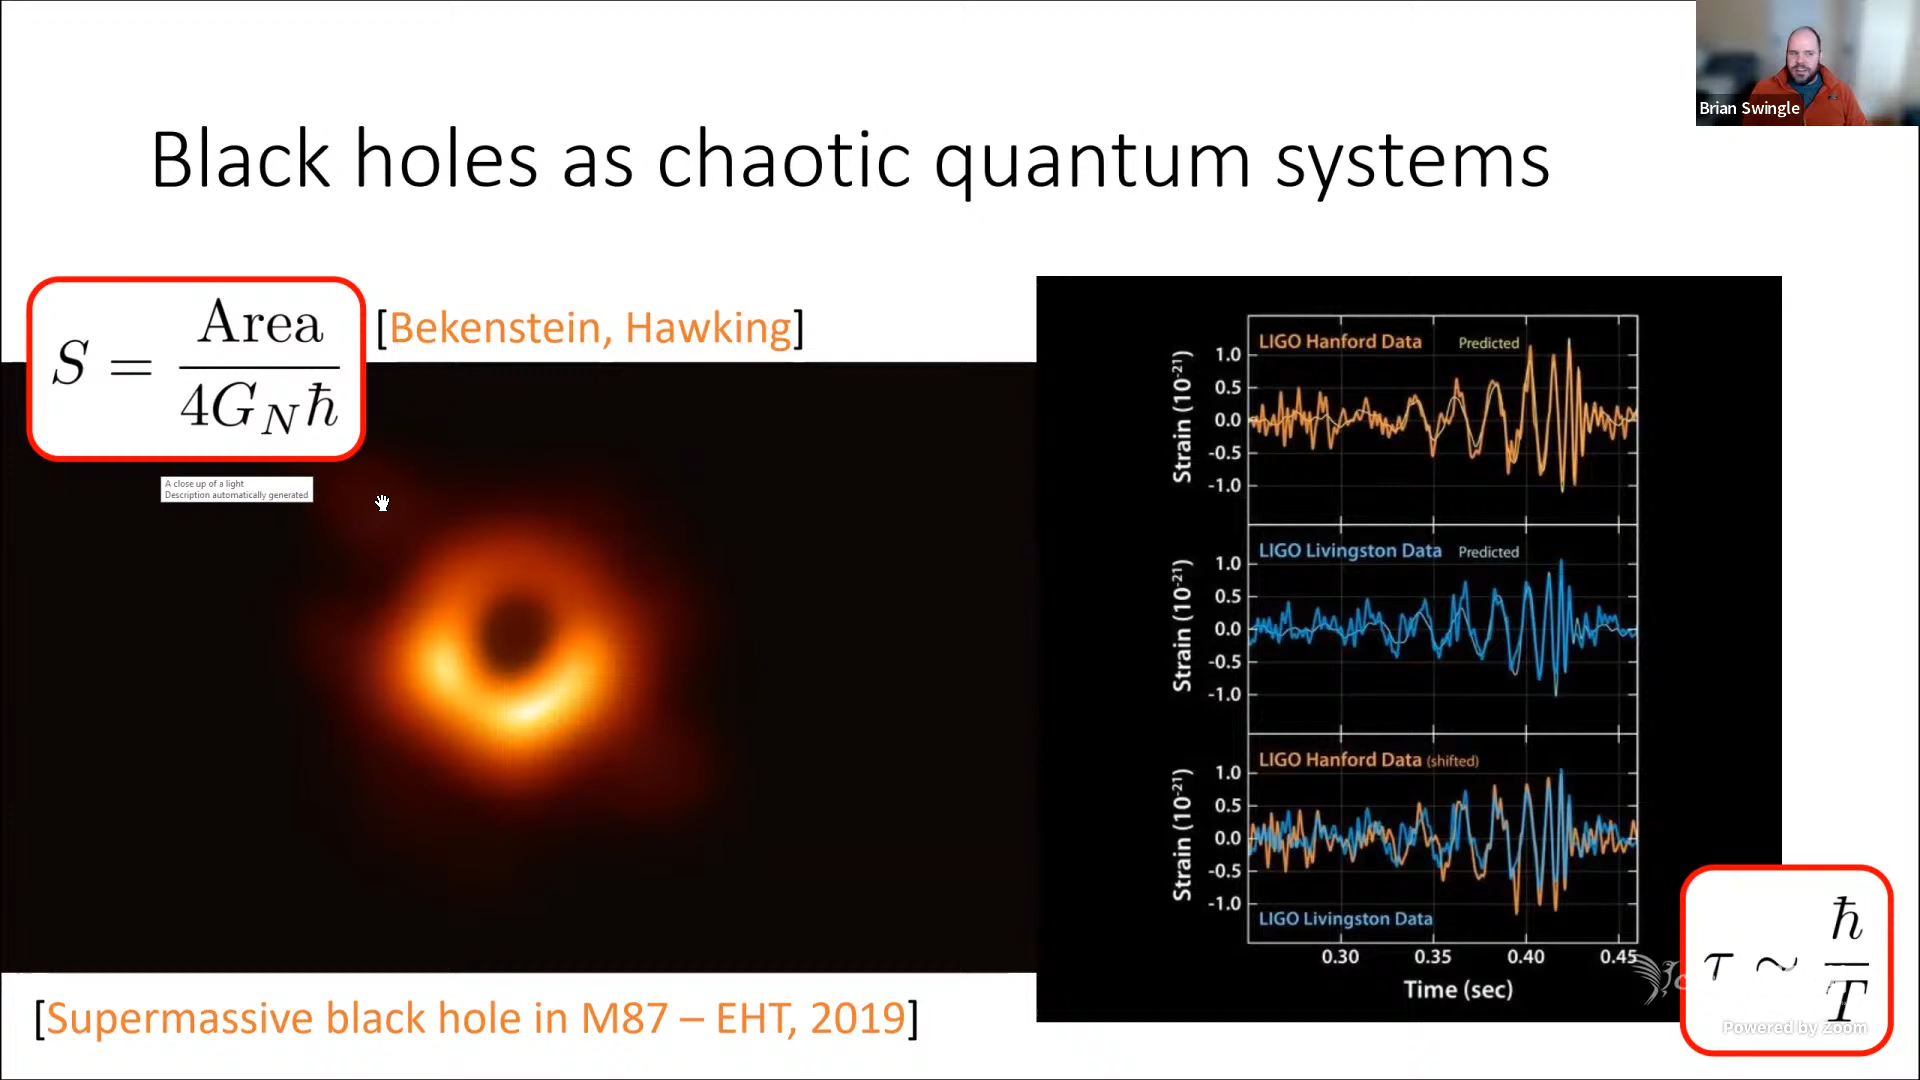 Brian Swingle
Black holes as chaotic quantum systems
S = Area / 4G_N ħ
[Bekenstein, Hawking]
A close up of a light
Description automatically generated
[Supermassive black hole in M87 – EHT, 2019]
LIGO Hanford Data Predicted
Strain (10⁻²¹)
1.0
0.5
0.0
-0.5
-1.0
LIGO Livingston Data Predicted
Strain (10⁻²¹)
1.0
0.5
0.0
-0.5
-1.0
LIGO Hanford Data (shifted)
Strain (10⁻²¹)
1.0
0.5
0.0
-0.5
-1.0
LIGO Livingston Data
0.30 0.35 0.40 0.45
Time (sec)
τ ~ ħ / T
Powered by Zoom